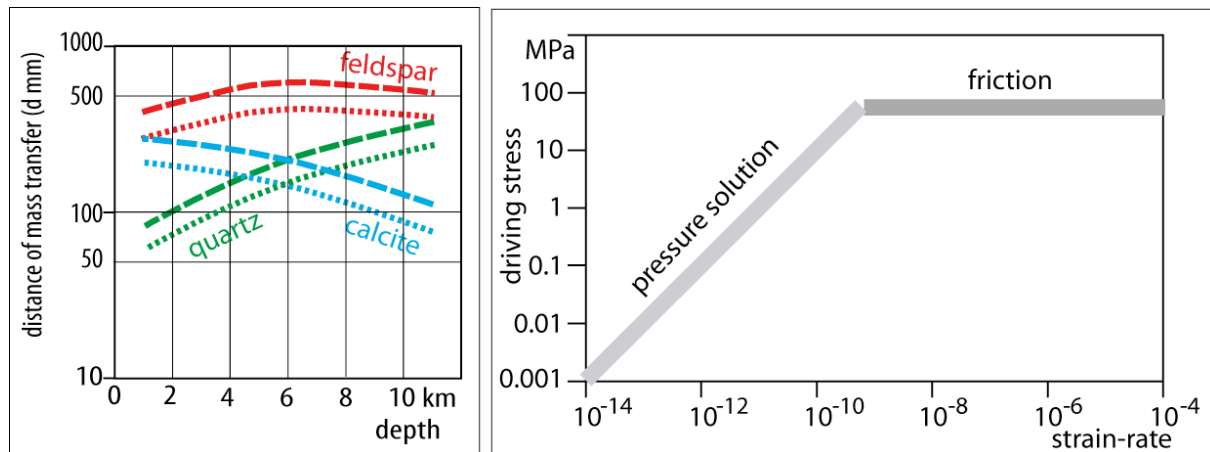 distance of mass transfer (d mm)
1000
500
100
50
10
feldspar
quartz
calcite
0 2 4 6 8 10 km
depth
MPa
100
10
1
0.1
0.01
0.001
driving stress
pressure solution
friction
10-14 10-12 10-10 10-8 10-6 10-4
strain-rate